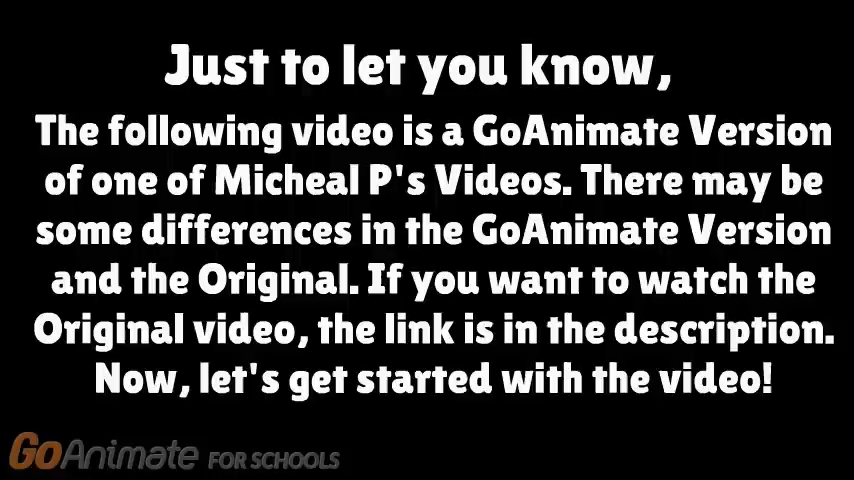 Just to let you know,
The following video is a GoAnimate Version
of one of Micheal P's Videos. There may be
some differences in the GoAnimate Version
and the Original. If you want to watch the
Original video, the link is in the description.
Now, let's get started with the video!
GoAnimate FOR SCHOOLS